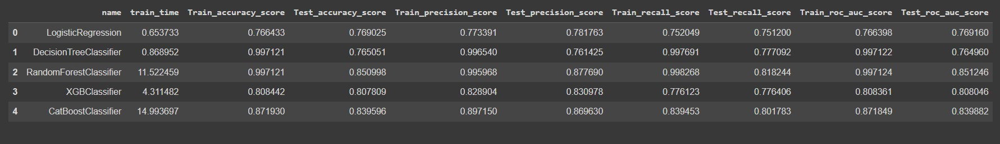 name train_time Train_accuracy_score Test_accuracy_score Train_precision_score Test_precision_score Train_recall_score Test_recall_score Train_roc_auc_score Test_roc_auc_score
0 LogisticRegression 0.653733 0.766433 0.769025 0.773391 0.781763 0.752049 0.751200 0.766398 0.769160
1 DecisionTreeClassifier 0.868952 0.997121 0.765051 0.996540 0.761425 0.997691 0.777092 0.997122 0.764960
2 RandomForestClassifier 11.522459 0.997121 0.850998 0.995968 0.877690 0.998268 0.818244 0.997124 0.851246
3 XGBClassifier 4.311482 0.808442 0.807809 0.828904 0.830978 0.776123 0.776406 0.808361 0.808046
4 CatBoostClassifier 14.993697 0.871930 0.839596 0.897150 0.869630 0.839453 0.801783 0.871849 0.839882